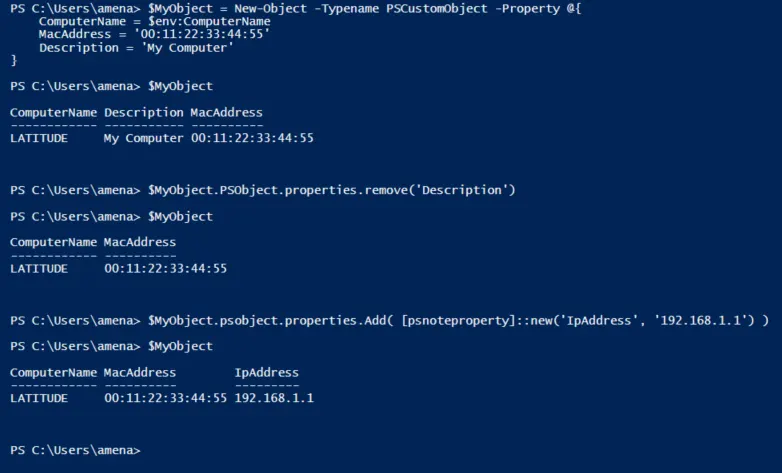 PS C:\Users\amena> $MyObject = New-Object -Typename PSCustomObject -Property @{
    ComputerName = $env:ComputerName
    MacAddress = '00:11:22:33:44:55'
    Description = 'My Computer'
}
PS C:\Users\amena> $MyObject
ComputerName Description MacAddress
------------ ----------- ----------
LATITUDE     My Computer 00:11:22:33:44:55
PS C:\Users\amena> $MyObject.PSObject.properties.remove('Description')
PS C:\Users\amena> $MyObject
ComputerName MacAddress
------------ ----------
LATITUDE     00:11:22:33:44:55
PS C:\Users\amena> $MyObject.psobject.properties.Add( [psnoteproperty]::new('IpAddress', '192.168.1.1') )
PS C:\Users\amena> $MyObject
ComputerName MacAddress        IpAddress
------------ ----------        ---------
LATITUDE     00:11:22:33:44:55 192.168.1.1
PS C:\Users\amena>